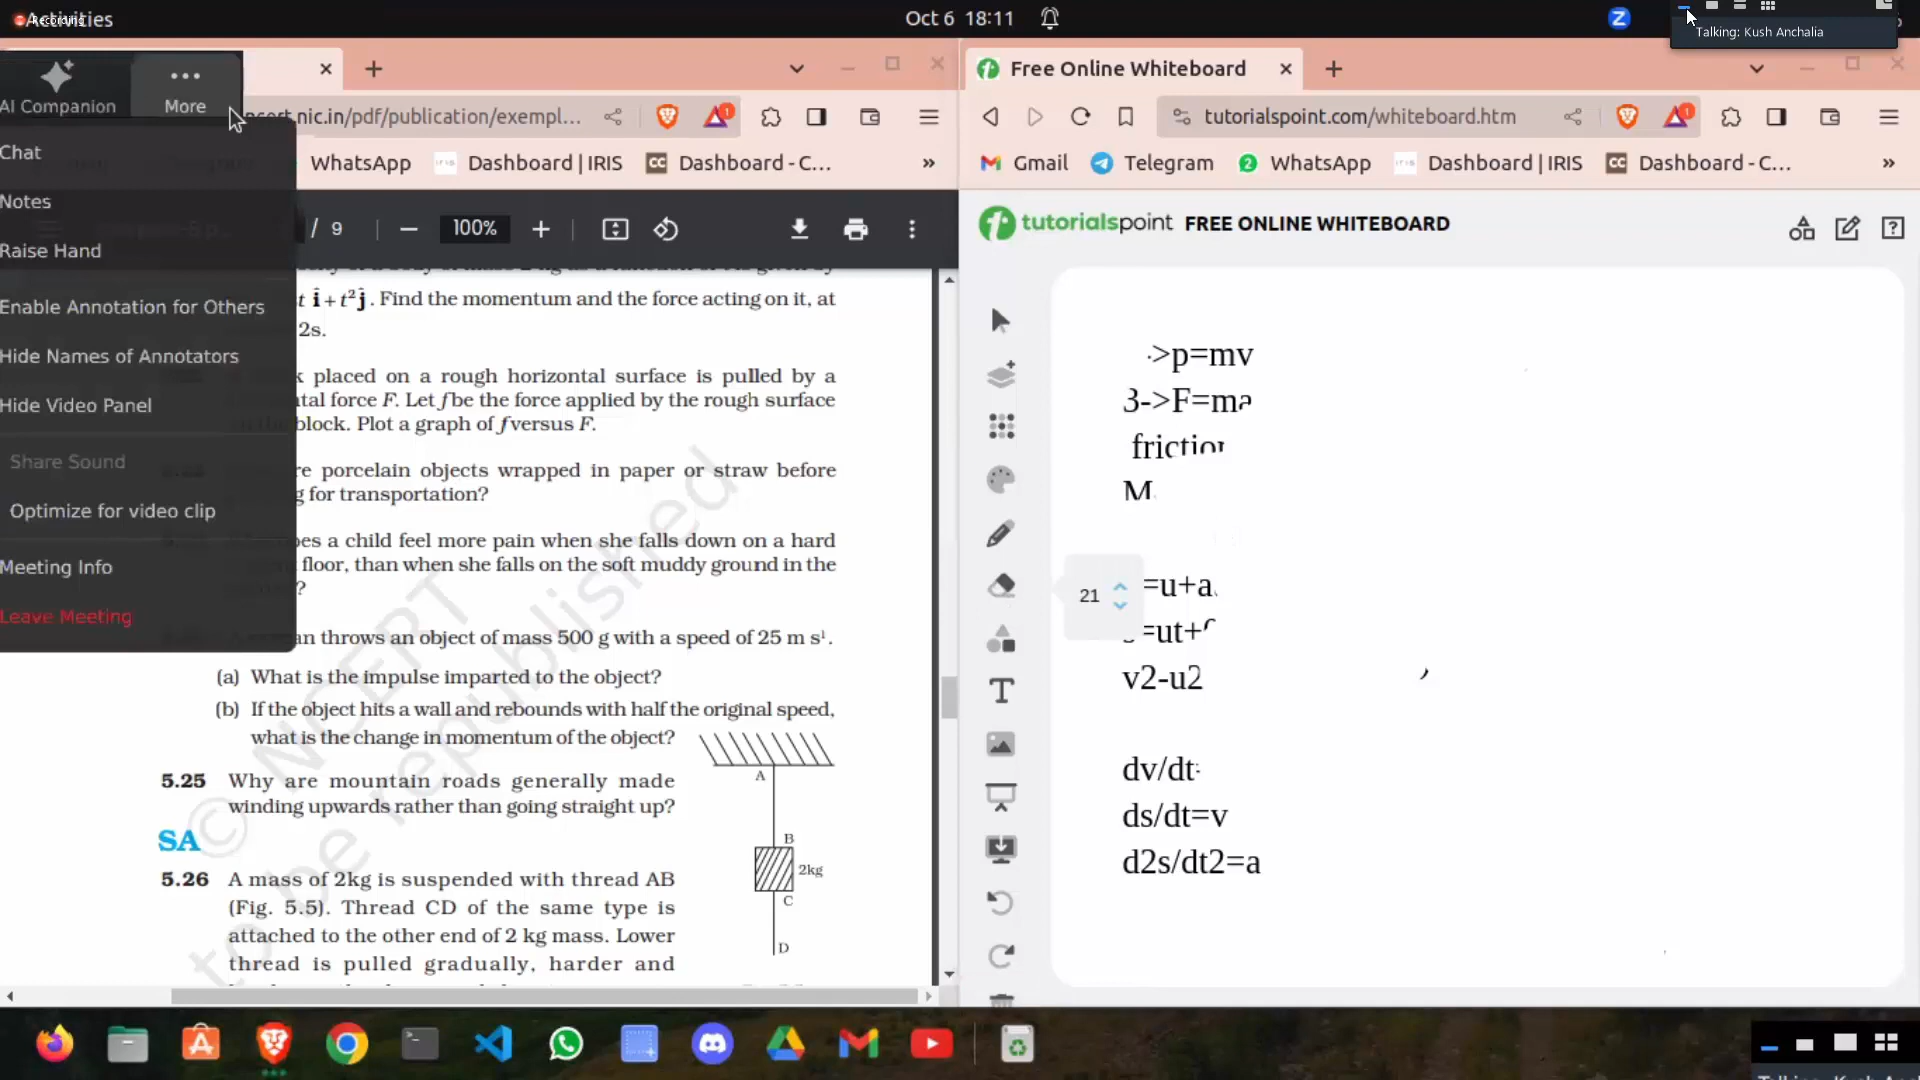 Activities
Oct 6 18:11
Talking: Kush Anchalia
AI Companion
More
Chat
Notes
Raise Hand
Enable Annotation for Others
Hide Names of Annotators
Hide Video Panel
Share Sound
Optimize for video clip
Meeting Info
Leave Meeting
cert.nic.in/pdf/publication/exempl...
WhatsApp
Dashboard | IRIS
Dashboard - C...
/ 9
100%
t î + t² ĵ . Find the momentum and the force acting on it, at
2s.
placed on a rough horizontal surface is pulled by a
force F. Let f be the force applied by the rough surface
block. Plot a graph of f versus F.
porcelain objects wrapped in paper or straw before
for transportation?
a child feel more pain when she falls down on a hard
floor, than when she falls on the soft muddy ground in the
?
throws an object of mass 500 g with a speed of 25 m s¹.
(a) What is the impulse imparted to the object?
(b) If the object hits a wall and rebounds with half the original speed,
what is the change in momentum of the object?
5.25 Why are mountain roads generally made
winding upwards rather than going straight up?
SA
5.26 A mass of 2kg is suspended with thread AB
(Fig. 5.5). Thread CD of the same type is
attached to the other end of 2 kg mass. Lower
thread is pulled gradually, harder and
A
B
2kg
C
D
© NCERT
to be republished
Free Online Whiteboard
tutorialspoint.com/whiteboard.htm
Gmail
Telegram
WhatsApp
Dashboard | IRIS
Dashboard - C...
tutorialspoint FREE ONLINE WHITEBOARD
->p=mv
3->F=ma
friction
M
21
=u+a
=ut+
v2-u2
dv/dt
ds/dt=v
d2s/dt2=a